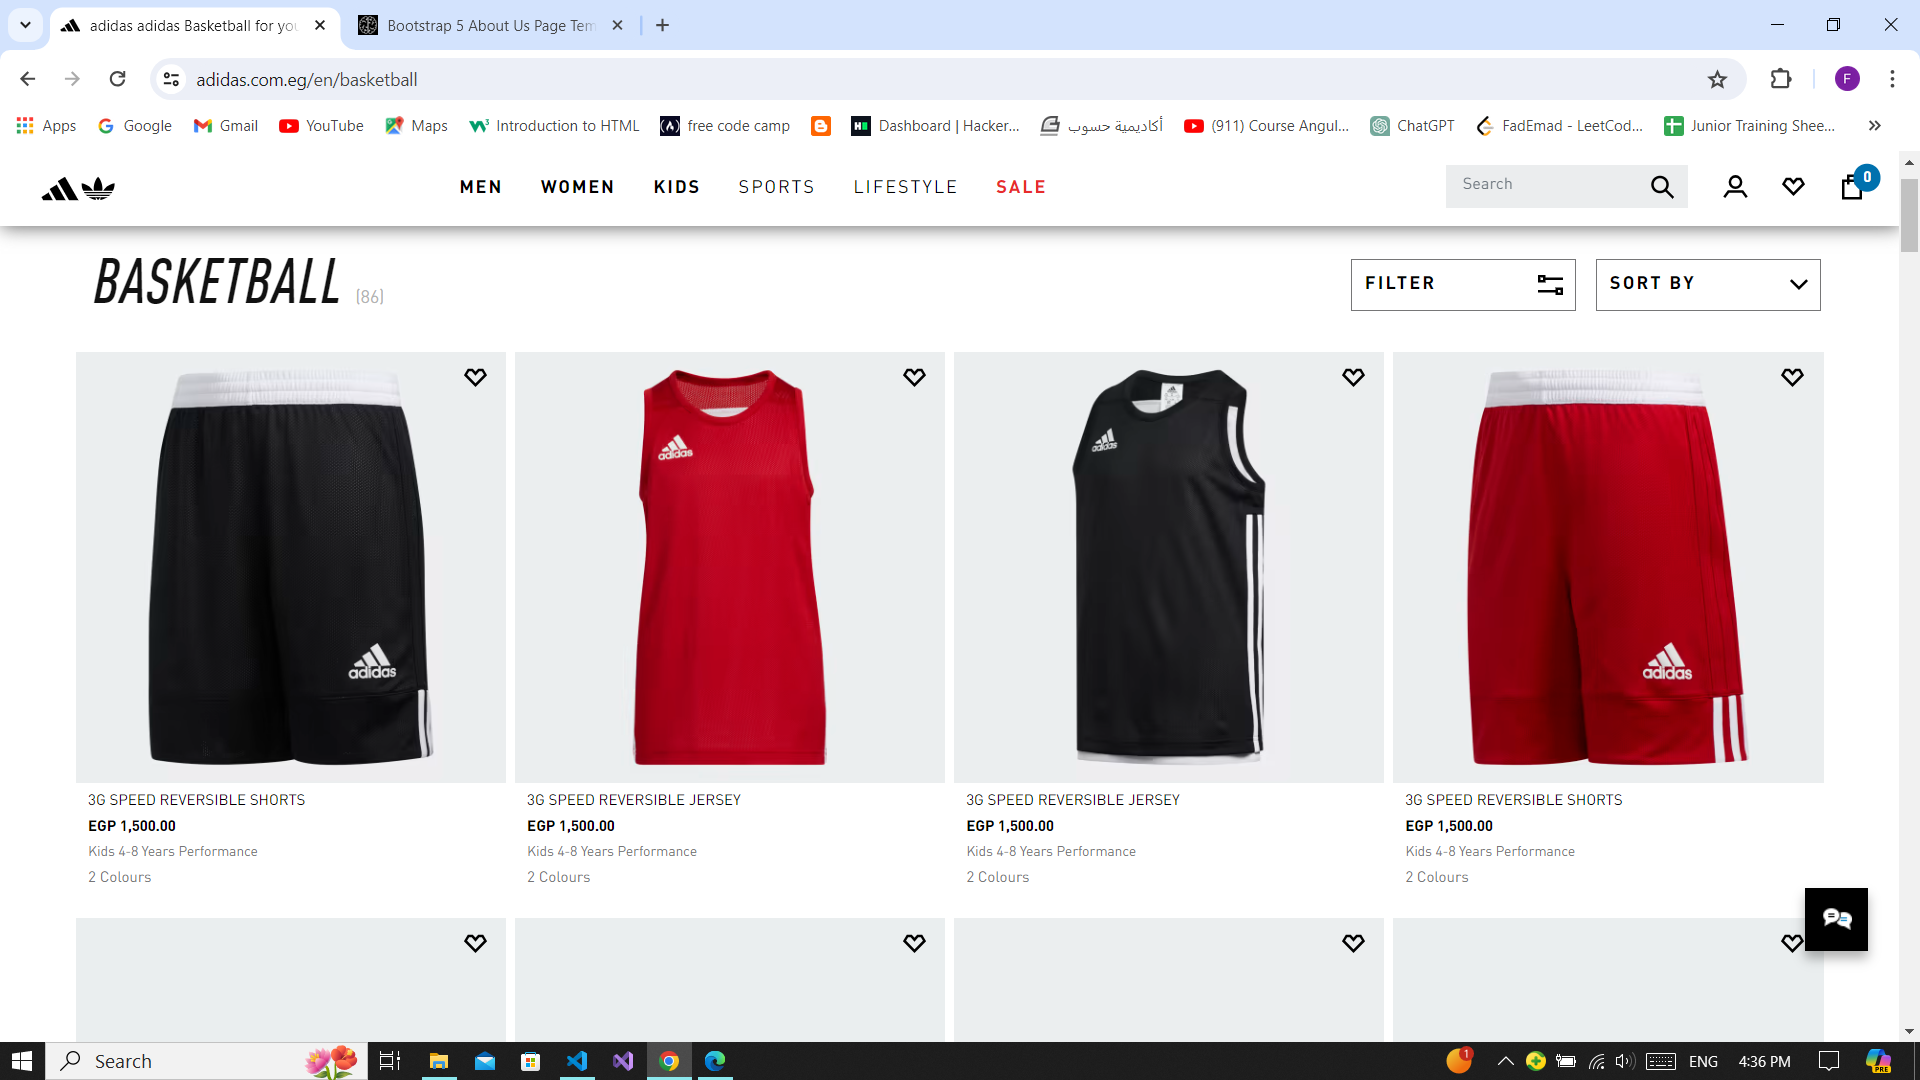 adidas adidas Basketball for you
Bootstrap 5 About Us Page Tem
adidas.com.eg/en/basketball
F
Apps
Google
Gmail
YouTube
Maps
Introduction to HTML
free code camp
Dashboard | Hacker...
أكاديمية حسوب
(911) Course Angul...
ChatGPT
FadEmad - LeetCod...
Junior Training Shee...
MEN
WOMEN
KIDS
SPORTS
LIFESTYLE
SALE
Search
0
BASKETBALL (86)
FILTER
SORT BY
adidas
adidas
adidas
adidas
3G SPEED REVERSIBLE SHORTS
EGP 1,500.00
Kids 4-8 Years Performance
2 Colours
3G SPEED REVERSIBLE JERSEY
EGP 1,500.00
Kids 4-8 Years Performance
2 Colours
3G SPEED REVERSIBLE JERSEY
EGP 1,500.00
Kids 4-8 Years Performance
2 Colours
3G SPEED REVERSIBLE SHORTS
EGP 1,500.00
Kids 4-8 Years Performance
2 Colours
Search
1
ENG
4:36 PM
PRE